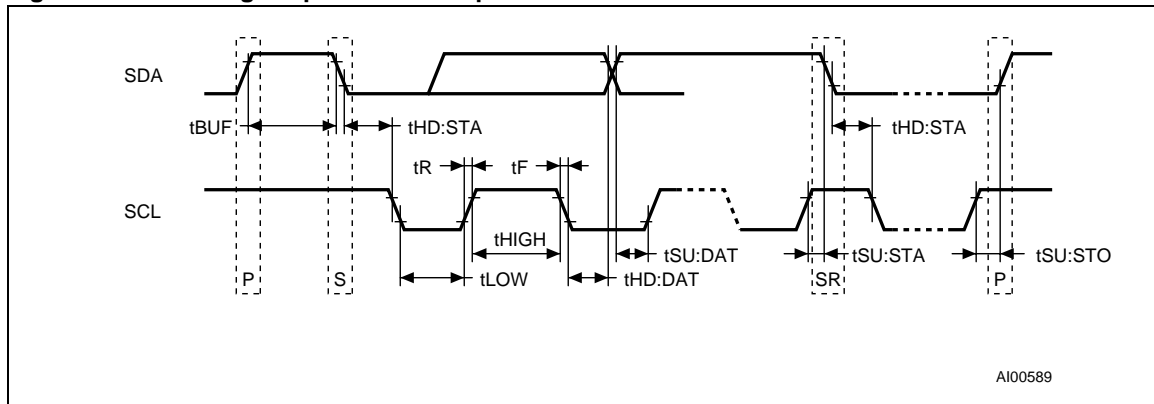 SDA
tBUF
tHD:STA
tHD:STA
tR
tF
SCL
tHIGH
tSU:DAT
tSU:STA
tSU:STO
P
S
tLOW
tHD:DAT
SR
P
AI00589